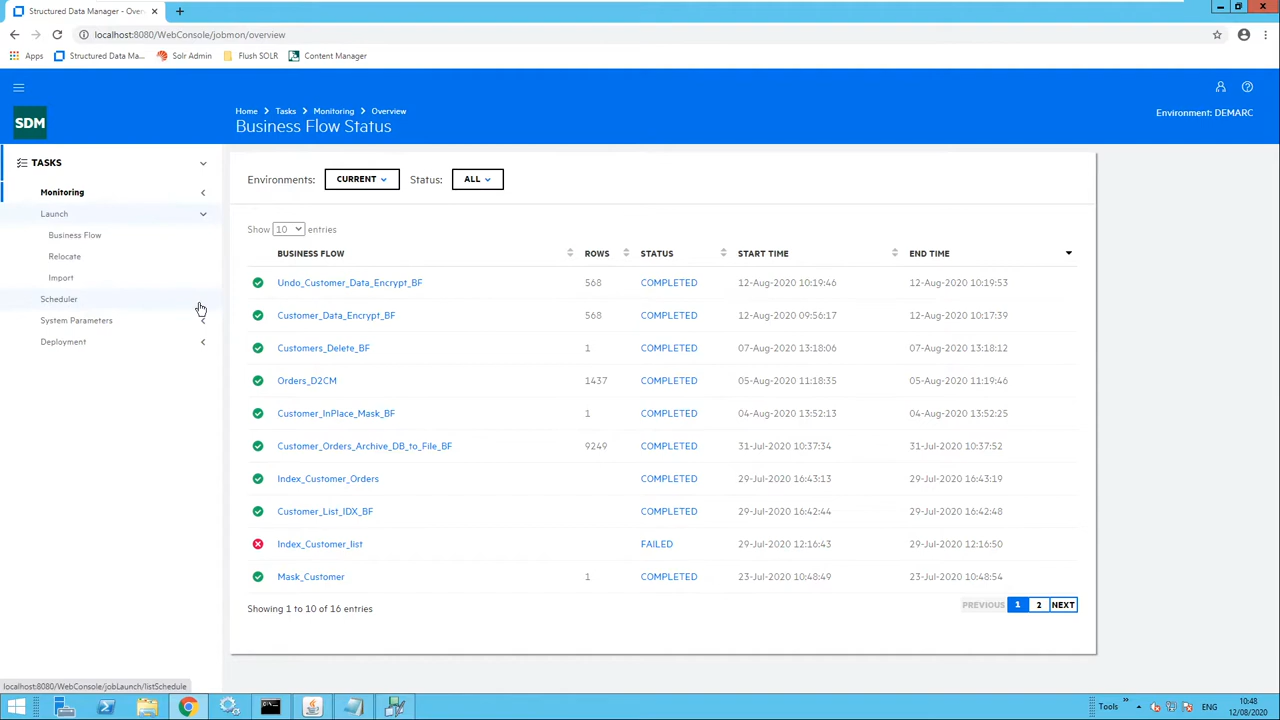 Structured Data Manager - Overv
localhost:8080/WebConsole/jobmon/overview
Apps Structured Data Ma... Solr Admin Flush SOLR Content Manager
SDM
Home > Tasks > Monitoring > Overview
Business Flow Status
Environment: DEMARC
TASKS
Monitoring
Launch
Business Flow
Relocate
Import
Scheduler
System Parameters
Deployment
Environments: CURRENT Status: ALL
Show 10 entries
BUSINESS FLOW ROWS STATUS START TIME END TIME
Undo_Customer_Data_Encrypt_BF 568 COMPLETED 12-Aug-2020 10:19:46 12-Aug-2020 10:19:53
Customer_Data_Encrypt_BF 568 COMPLETED 12-Aug-2020 09:56:17 12-Aug-2020 10:17:39
Customers_Delete_BF 1 COMPLETED 07-Aug-2020 13:18:06 07-Aug-2020 13:18:12
Orders_D2CM 1437 COMPLETED 05-Aug-2020 11:18:35 05-Aug-2020 11:19:46
Customer_InPlace_Mask_BF 1 COMPLETED 04-Aug-2020 13:52:13 04-Aug-2020 13:52:25
Customer_Orders_Archive_DB_to_File_BF 9249 COMPLETED 31-Jul-2020 10:37:34 31-Jul-2020 10:37:52
Index_Customer_Orders COMPLETED 29-Jul-2020 16:43:13 29-Jul-2020 16:43:19
Customer_List_IDX_BF COMPLETED 29-Jul-2020 16:42:44 29-Jul-2020 16:42:48
Index_Customer_list FAILED 29-Jul-2020 12:16:43 29-Jul-2020 12:16:50
Mask_Customer 1 COMPLETED 23-Jul-2020 10:48:49 23-Jul-2020 10:48:54
Showing 1 to 10 of 16 entries
PREVIOUS 1 2 NEXT
localhost:8080/WebConsole/jobLaunch/listSchedule
Tools ENG 10:48
12/08/2020